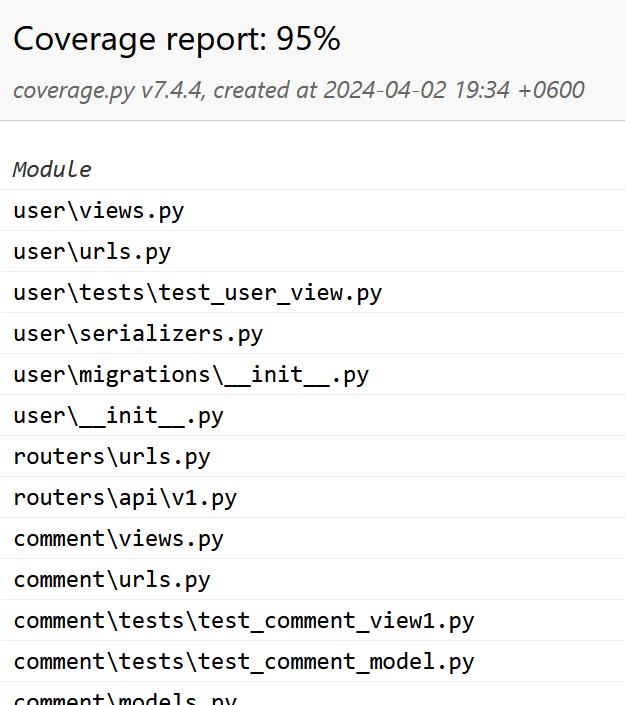 Coverage report: 95%
coverage.py v7.4.4, created at 2024-04-02 19:34 +0600
Module
user\views.py
user\urls.py
user\tests\test_user_view.py
user\serializers.py
user\migrations\__init__.py
user\__init__.py
routers\urls.py
routers\api\v1.py
comment\views.py
comment\urls.py
comment\tests\test_comment_view1.py
comment\tests\test_comment_model.py
comment\models.py